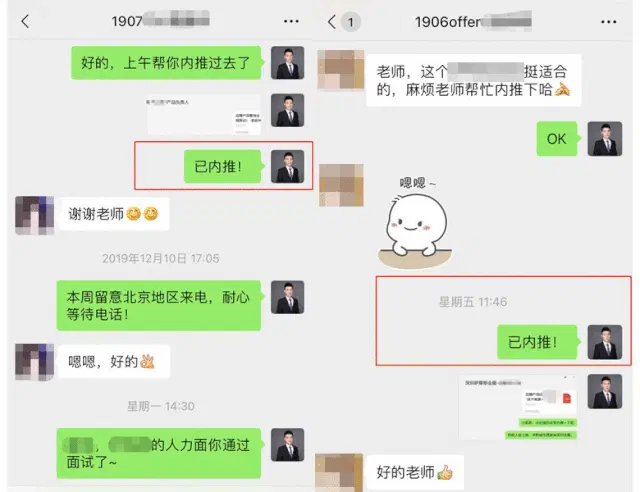 1907
好的，上午帮你内推过去了
产品负责人
已内推！
谢谢老师
2019年12月10日 17:05
本周留意北京地区来电，耐心
等待电话！
嗯嗯，好的
星期一 14:30
，的人力面你通过
面试了~
1
1906offer
老师，这个挺适合
的，麻烦老师帮忙内推下哈
OK
嗯嗯~
星期五 11:46
已内推！
好的老师